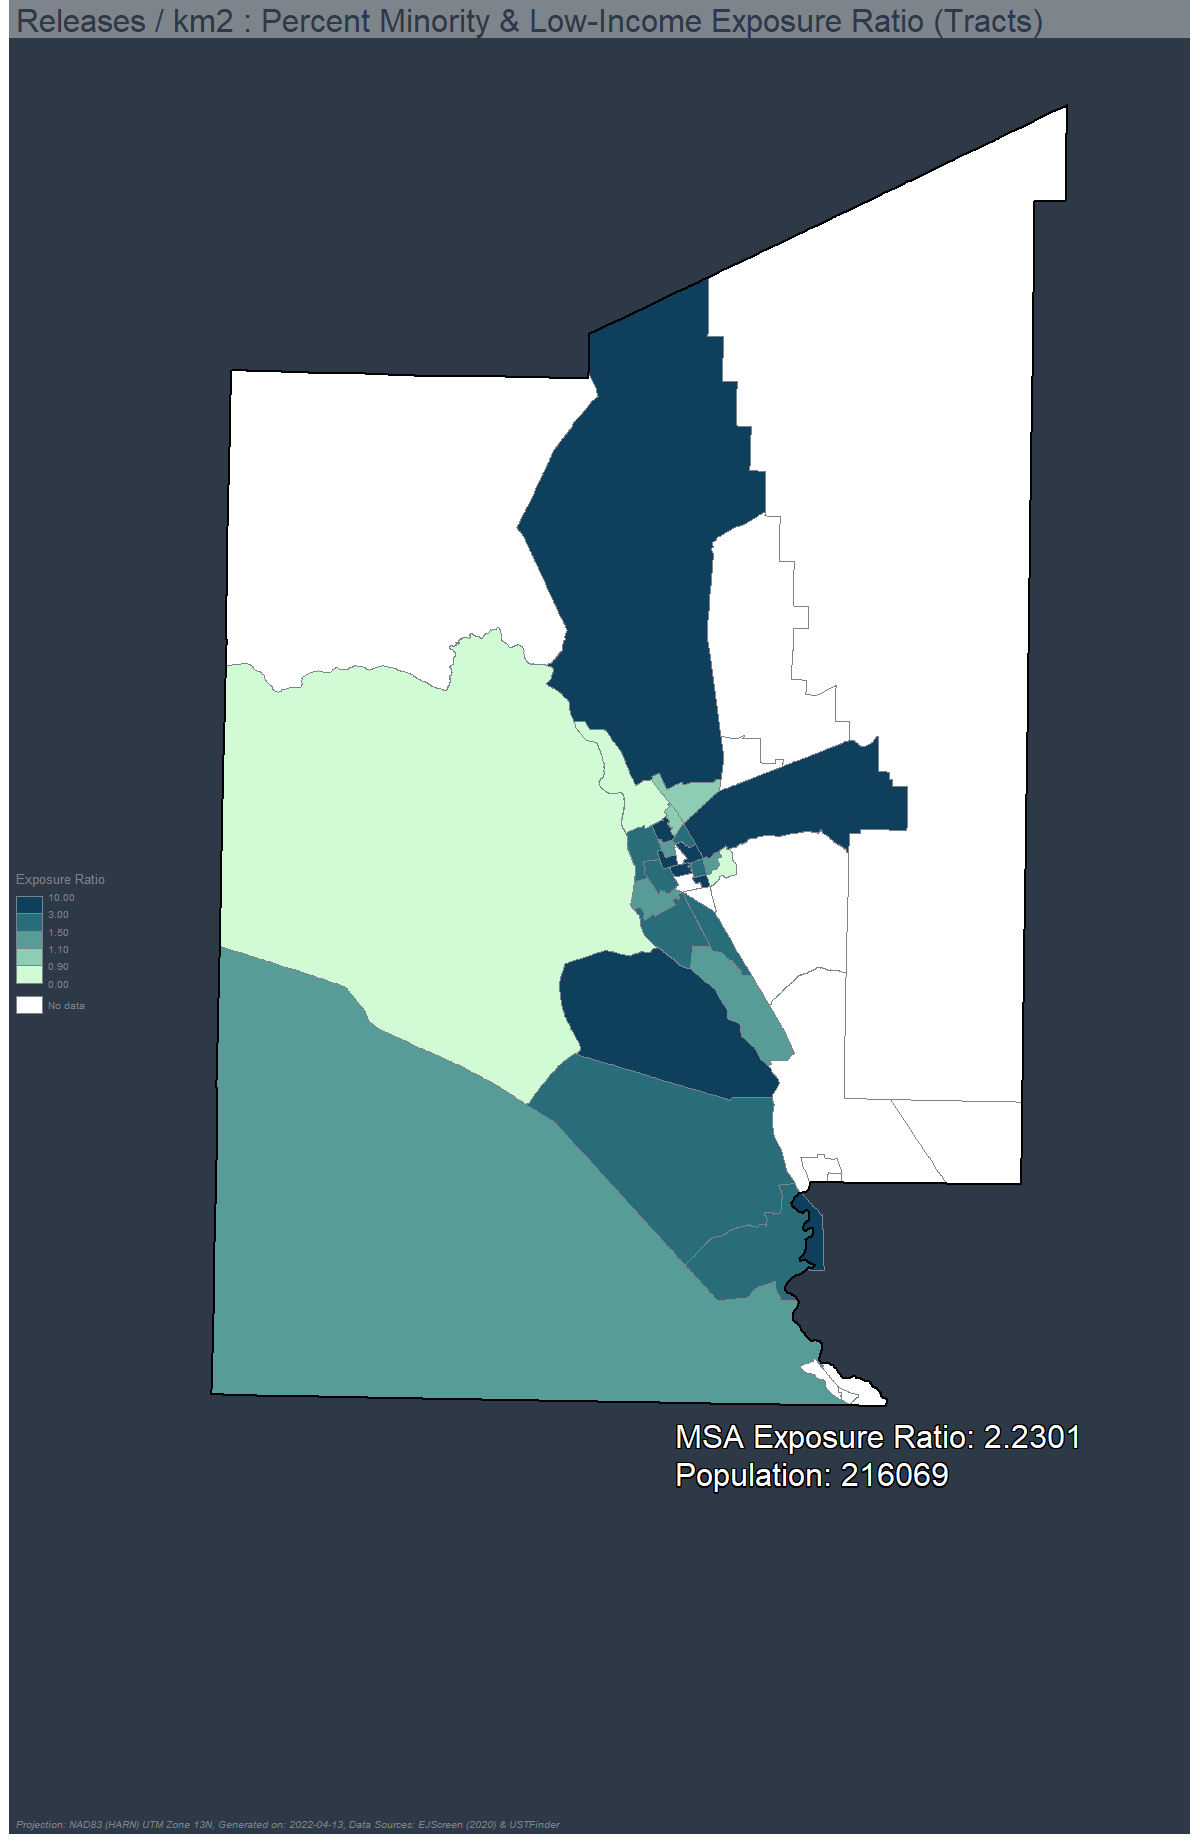 Releases / km2 : Percent Minority & Low-Income Exposure Ratio (Tracts)
Exposure Ratio
10.00
3.00
1.50
1.10
0.90
0.00
No data
MSA Exposure Ratio: 2.2301
Population: 216069
Projection: NAD83 (HARN) UTM Zone 13N, Generated on: 2022-04-13, Data Sources: EJScreen (2020) & USTFinder